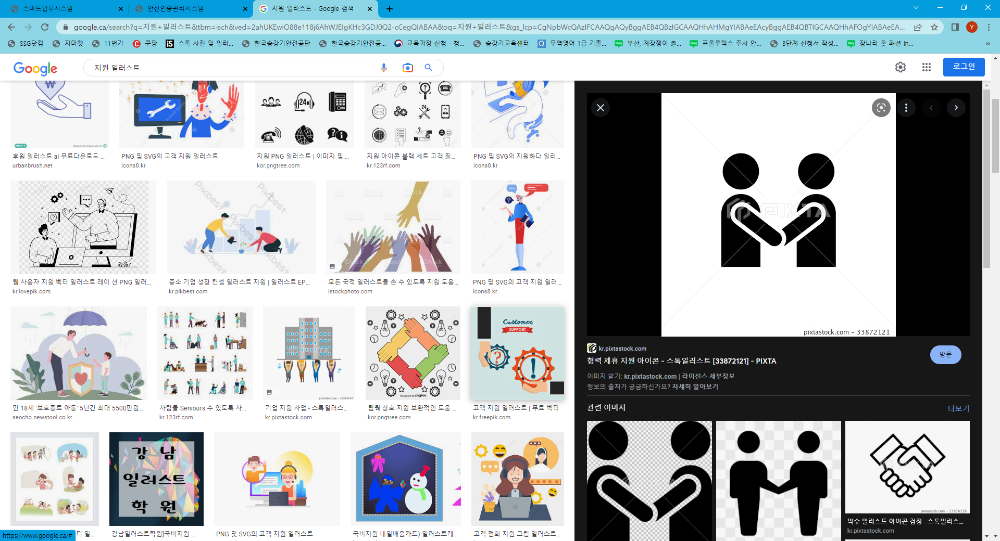 스마트업무시스템
안전인증관리시스템
지원 일러스트 - Google 검색
google.ca/search?q=지원+일러스트&tbm=isch&ved=2ahUKEwiO88e118j6AhWJEIgKHc3GDJ0Q2-cCegQIABAA&oq=지원+일러스트&gs_lcp=CgNpbWcQAzIFCAAQgAQyBggAEB4QBzIGCAAQHhAHMgYIABAeEAcyBggAEB4QBTIGCAAQHhAFOgYIABAeEA...
Y
SSG닷컴
지마켓
11번가
쿠팡
스톡 사진 및 일러...
한국승강기안전공단
한국승강기안전공...
교육과정 신청 - 청...
승강기교육센터
무역영어 1급 기출...
부산, 계장쟁이 @...
프롤루텍스 주사 안...
3단계 신청서 작성...
장나라 옷 패션 in...
Google
지원 일러스트
로그인
후원 일러스트 ai 무료다운로드 ...
urbanbrush.net
PNG 및 SVG의 고객 지원 일러스트
icons8.kr
24H
지원 PNG 일러스트 | 이미지 및 ...
kor.pngtree.com
24H
지원 아이콘 블랙 세트 고객 질...
kr.123rf.com
PNG 및 SVG의 지원하다 일러...
icons8.kr
웹 사용자 지원 벡터 일러스트 레이 션 PNG 일러...
kr.lovepik.com
Pikbest
중소 기업 성장 컨셉 일러스트 지원 | 일러스트 EP...
kr.pikbest.com
iStock
모든 국적 일러스트를 손 수 있도록 지원 도움...
istockphoto.com
PNG 및 SVG의 고객 지원 일러...
icons8.kr
만 18세 '보호종료 아동' 5년간 최대 5500만원...
seocho.newstool.co.kr
사람들 Seniours 수 있도록 사...
kr.123rf.com
기업 지원 사업 - 스톡일러스...
kr.pixtastock.com
Designed by pngtree
팀웍 상호 지원 보완적인 도움 ...
kor.pngtree.com
Customer
SUPPORT
고객 지원 일러스트 | 무료 벡터
kr.freepik.com
터 일...
강남
일러스트
학원
강남일러스트학원]국비지원 ...
PNG 및 SVG의 고객 지원 일러스트
국비지원 내일배움카드) 일러스트레...
고객 전화 지원 그림 일러스트...
https://www.google.ca/#
PIXTA
pixtastock.com - 33872121
kr.pixtastock.com
협력 제휴 지원 아이콘 - 스톡일러스트 [33872121] - PIXTA
방문
이미지 받기: kr.pixtastock.com | 라이선스 세부정보
정보의 출처가 궁금하신가요? 자세히 알아보기
관련 이미지
더보기
pixtastock.com - 23936116
악수 일러스트 아이콘 검정 - 스톡일러스...
kr.pixtastock.com